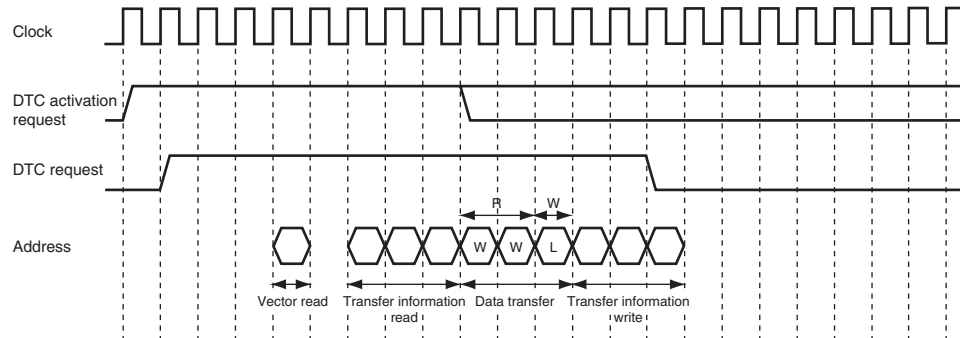 Clock
DTC activation
request
DTC request
R W
Address
W W L
Vector read
Transfer information
read
Data transfer
Transfer information
write